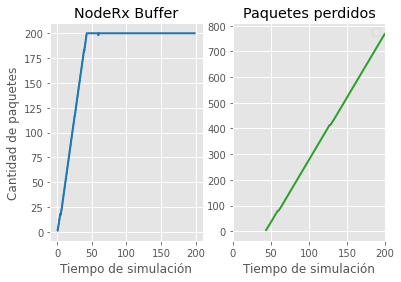 NodeRx Buffer
Cantidad de paquetes
200
175
150
125
100
75
50
25
0
0 50 100 150 200
Tiempo de simulación
Paquetes perdidos
800
700
600
500
400
300
200
100
0
0 50 100 150 200
Tiempo de simulación